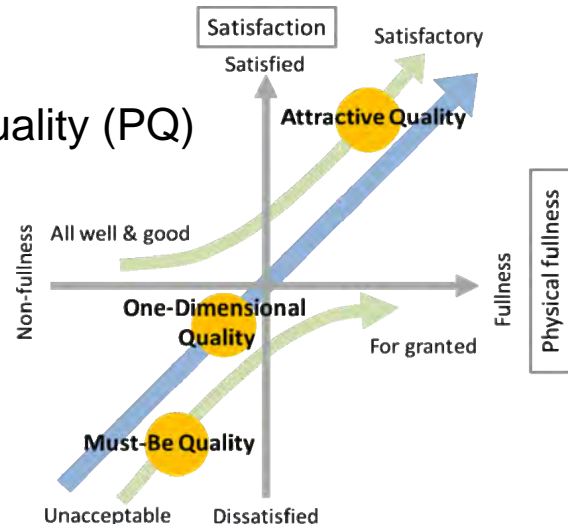 Satisfaction
Satisfied
Satisfactory
uality (PQ)
Attractive Quality
All well & good
Non-fullness
Fullness
Physical fullness
One-Dimensional
Quality
For granted
Must-Be Quality
Unacceptable
Dissatisfied